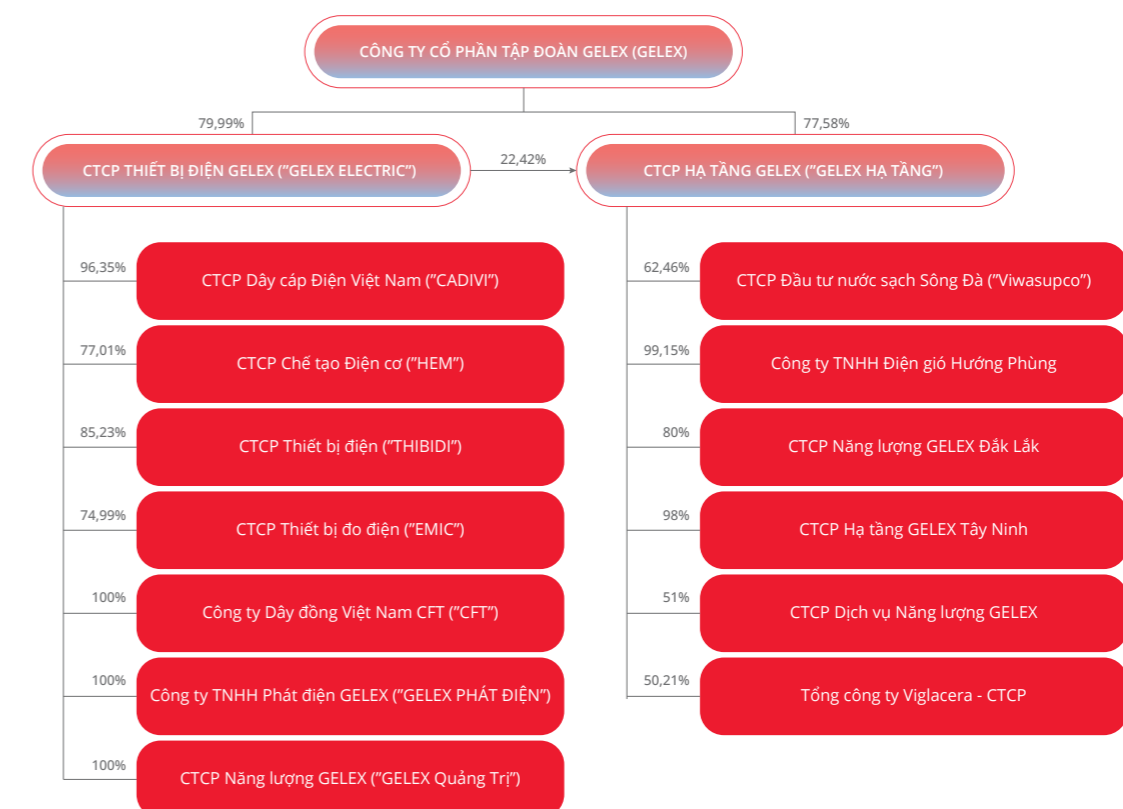 CÔNG TY CỔ PHẦN TẬP ĐOÀN GELEX (GELEX)
79,99%
77,58%
CTCP THIẾT BỊ ĐIỆN GELEX (”GELEX ELECTRIC”)
22,42%
CTCP HẠ TẦNG GELEX (”GELEX HẠ TẦNG”)
96,35%
CTCP Dây cáp Điện Việt Nam (”CADIVI”)
77,01%
CTCP Chế tạo Điện cơ (”HEM”)
85,23%
CTCP Thiết bị điện (”THIBIDI”)
74,99%
CTCP Thiết bị đo điện (”EMIC”)
100%
Công ty Dây đồng Việt Nam CFT (”CFT”)
100%
Công ty TNHH Phát điện GELEX (”GELEX PHÁT ĐIỆN”)
100%
CTCP Năng lượng GELEX (”GELEX Quảng Trị”)
62,46%
CTCP Đầu tư nước sạch Sông Đà (”Viwasupco”)
99,15%
Công ty TNHH Điện gió Hướng Phùng
80%
CTCP Năng lượng GELEX Đắk Lắk
98%
CTCP Hạ tầng GELEX Tây Ninh
51%
CTCP Dịch vụ Năng lượng GELEX
50,21%
Tổng công ty Viglacera - CTCP